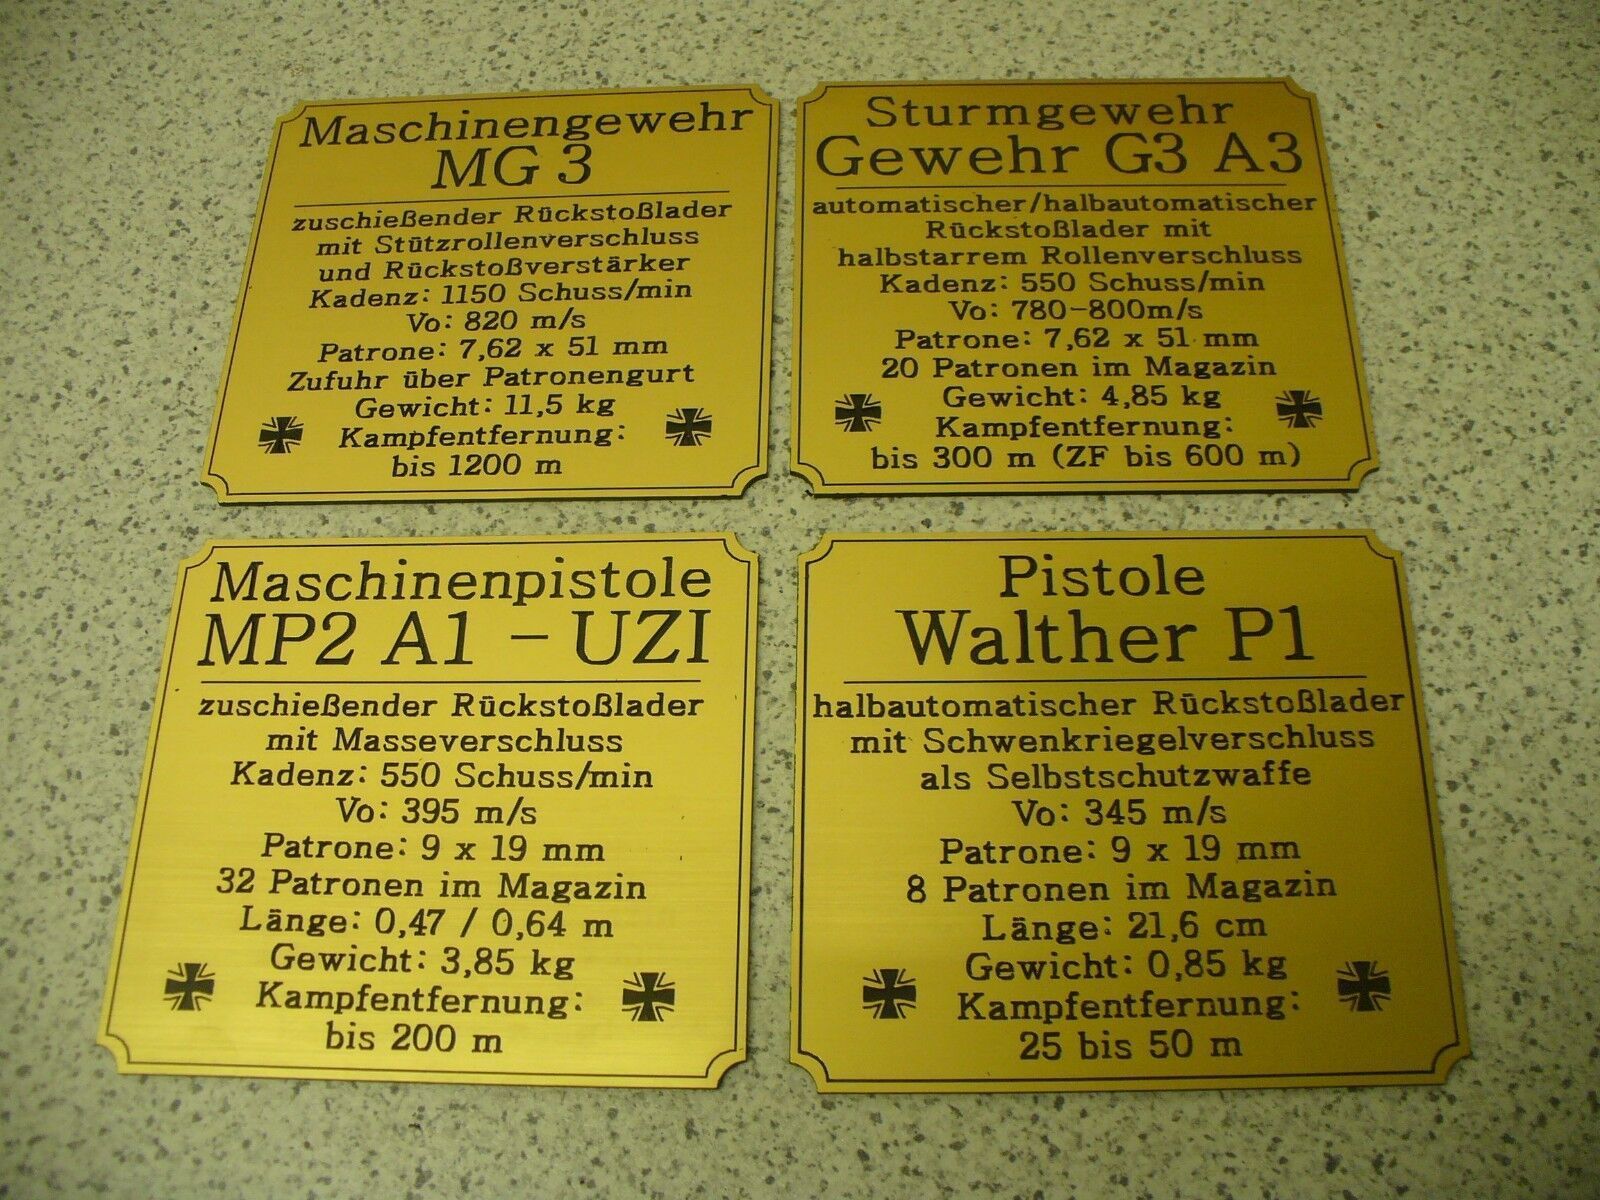 Maschinengewehr
MG 3
zuschießender Rückstoßlader
mit Stützrollenverschluss
und Rückstoßverstärker
Kadenz: 1150 Schuss/min
Vo: 820 m/s
Patrone: 7,62 x 51 mm
Zufuhr über Patronengurt
Gewicht: 11,5 kg
Kampfentfernung:
bis 1200 m
Sturmgewehr
Gewehr G3 A3
automatischer/halbautomatischer
Rückstoßlader mit
halbstarrem Rollenverschluss
Kadenz: 550 Schuss/min
Vo: 780-800m/s
Patrone: 7,62 x 51 mm
20 Patronen im Magazin
Gewicht: 4,85 kg
Kampfentfernung:
bis 300 m (ZF bis 600 m)
Maschinenpistole
MP2 A1 - UZI
zuschießender Rückstoßlader
mit Masseverschluss
Kadenz: 550 Schuss/min
Vo: 395 m/s
Patrone: 9 x 19 mm
32 Patronen im Magazin
Länge: 0,47 / 0,64 m
Gewicht: 3,85 kg
Kampfentfernung:
bis 200 m
Pistole
Walther P1
halbautomatischer Rückstoßlader
mit Schwenkriegelverschluss
als Selbstschutzwaffe
Vo: 345 m/s
Patrone: 9 x 19 mm
8 Patronen im Magazin
Länge: 21,6 cm
Gewicht: 0,85 kg
Kampfentfernung:
25 bis 50 m